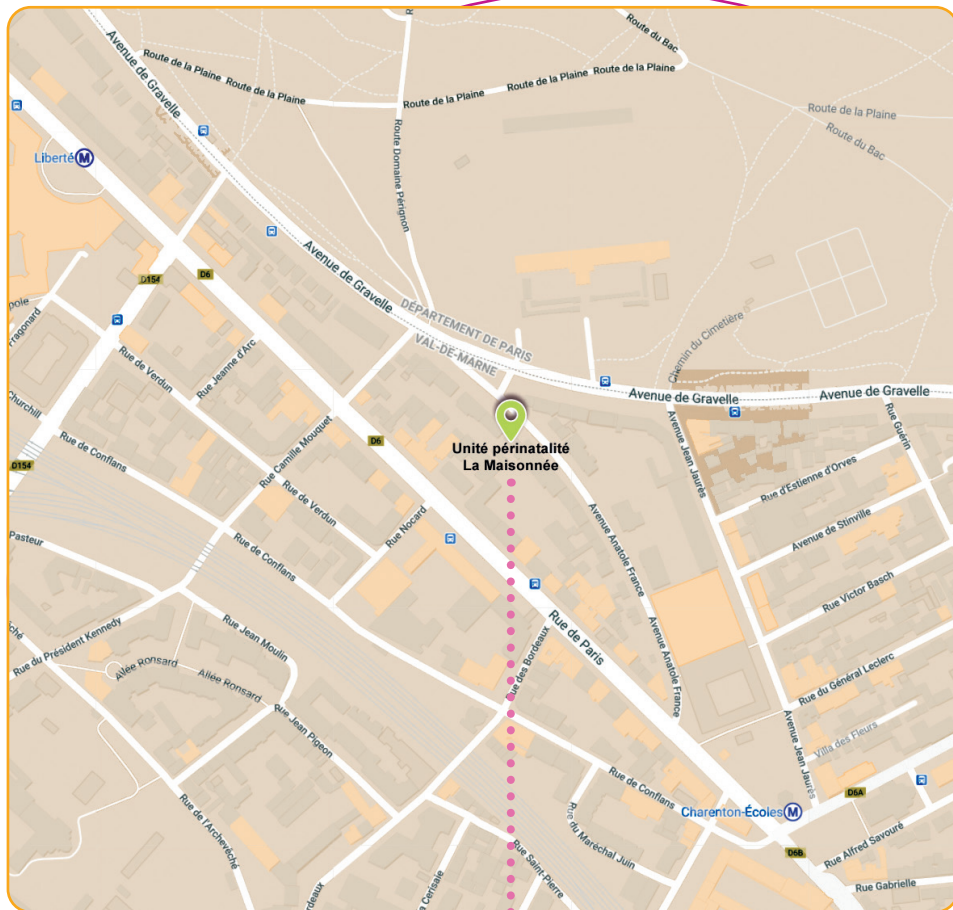 Route du Bac
Avenue de Gravelle
Route de la Plaine Route de la Plaine
Route de la Plaine
Route de la Plaine Route de la Plaine
Route de la Plaine
Route du Bac
Route Domaine Pérignon
Liberté M
Avenue de Gravelle
D154
D6
DÉPARTEMENT DE PARIS
VAL-DE-MARNE
Chemin du Cimetière
Rue de Verdun
Rue Jeanne d'Arc
Avenue de Gravelle
Avenue de Gravelle
Churchill
Rue de Conflans
D154
Rue Camille Mouquet
D6
Unité périnatalité
La Maisonnée
Avenue Jean Jaurès
Rue Guérin
Rue d'Estienne d'Orves
Rue de Verdun
Rue Nocard
Avenue de Stinville
Pasteur
Rue de Conflans
Avenue Anatole France
Rue Victor Basch
Rue du Président Kennedy
Rue Jean Moulin
Rue des Bordeaux
Rue de Paris
Avenue Anatole France
Rue du Général Leclerc
Allée Ronsard
Allée Ronsard
Rue Jean Pigeon
Avenue Jean Jaurès
Villa des Fleurs
Rue de l'Archevêché
Rue de Conflans
Charenton-Écoles M
D6A
Rue du Maréchal Juin
D6B
Rue Alfred Savouré
Rue Saint-Pierre
Rue Gabrielle